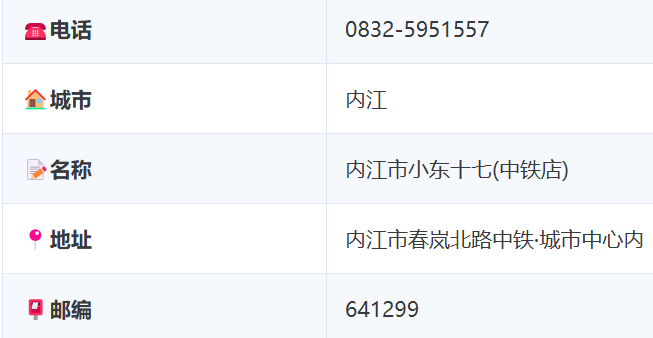 电话 0832-5951557
城市 内江
名称 内江市小东十七(中铁店)
地址 内江市春岚北路中铁·城市中心内
邮编 641299